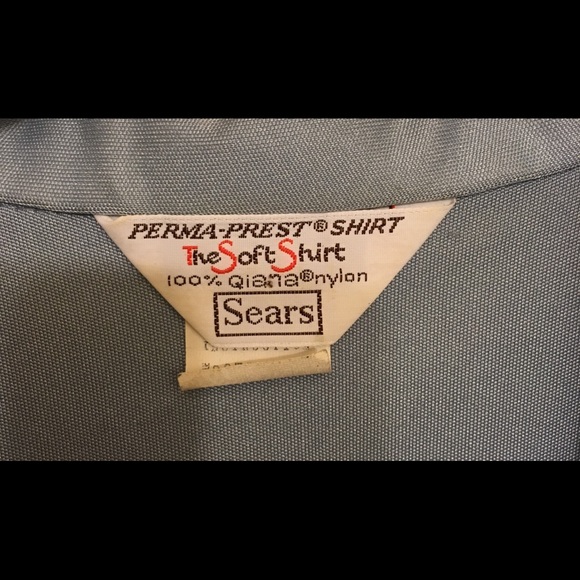 PERMA-PREST® SHIRT
The Soft Shirt
100% Qiana® nylon
Sears